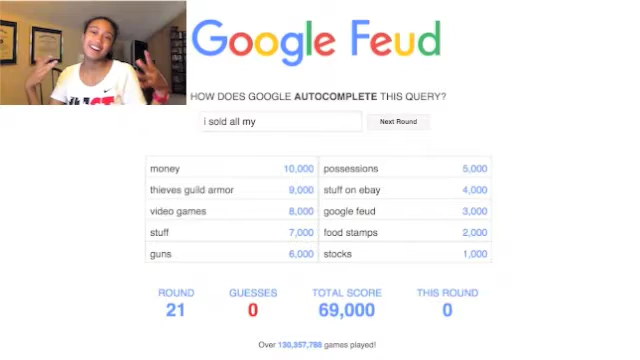 Google Feud
HOW DOES GOOGLE AUTOCOMPLETE THIS QUERY?
i sold all my
Next Round
money 10,000 possessions 5,000
thieves guild armor 9,000 stuff on ebay 4,000
video games 8,000 google feud 3,000
stuff 7,000 food stamps 2,000
guns 6,000 stocks 1,000
ROUND GUESSES TOTAL SCORE THIS ROUND
21 0 69,000 0
Over 130,357,788 games played!